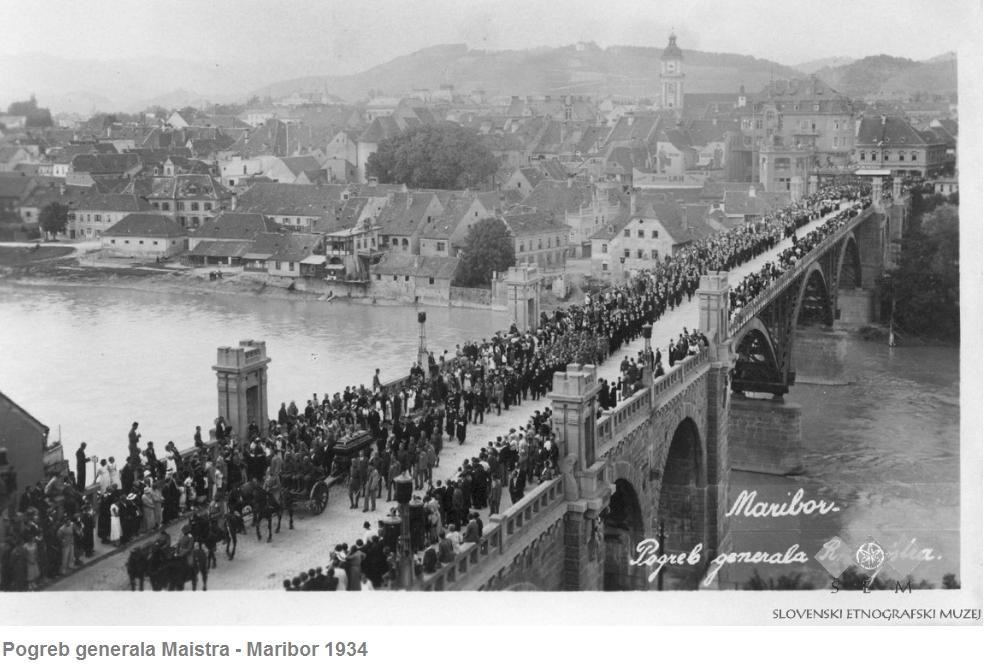 Maribor.
Pogreb generala R.
S E M
SLOVENSKI ETNOGRAFSKI MUZEJ
Pogreb generala Maistra - Maribor 1934